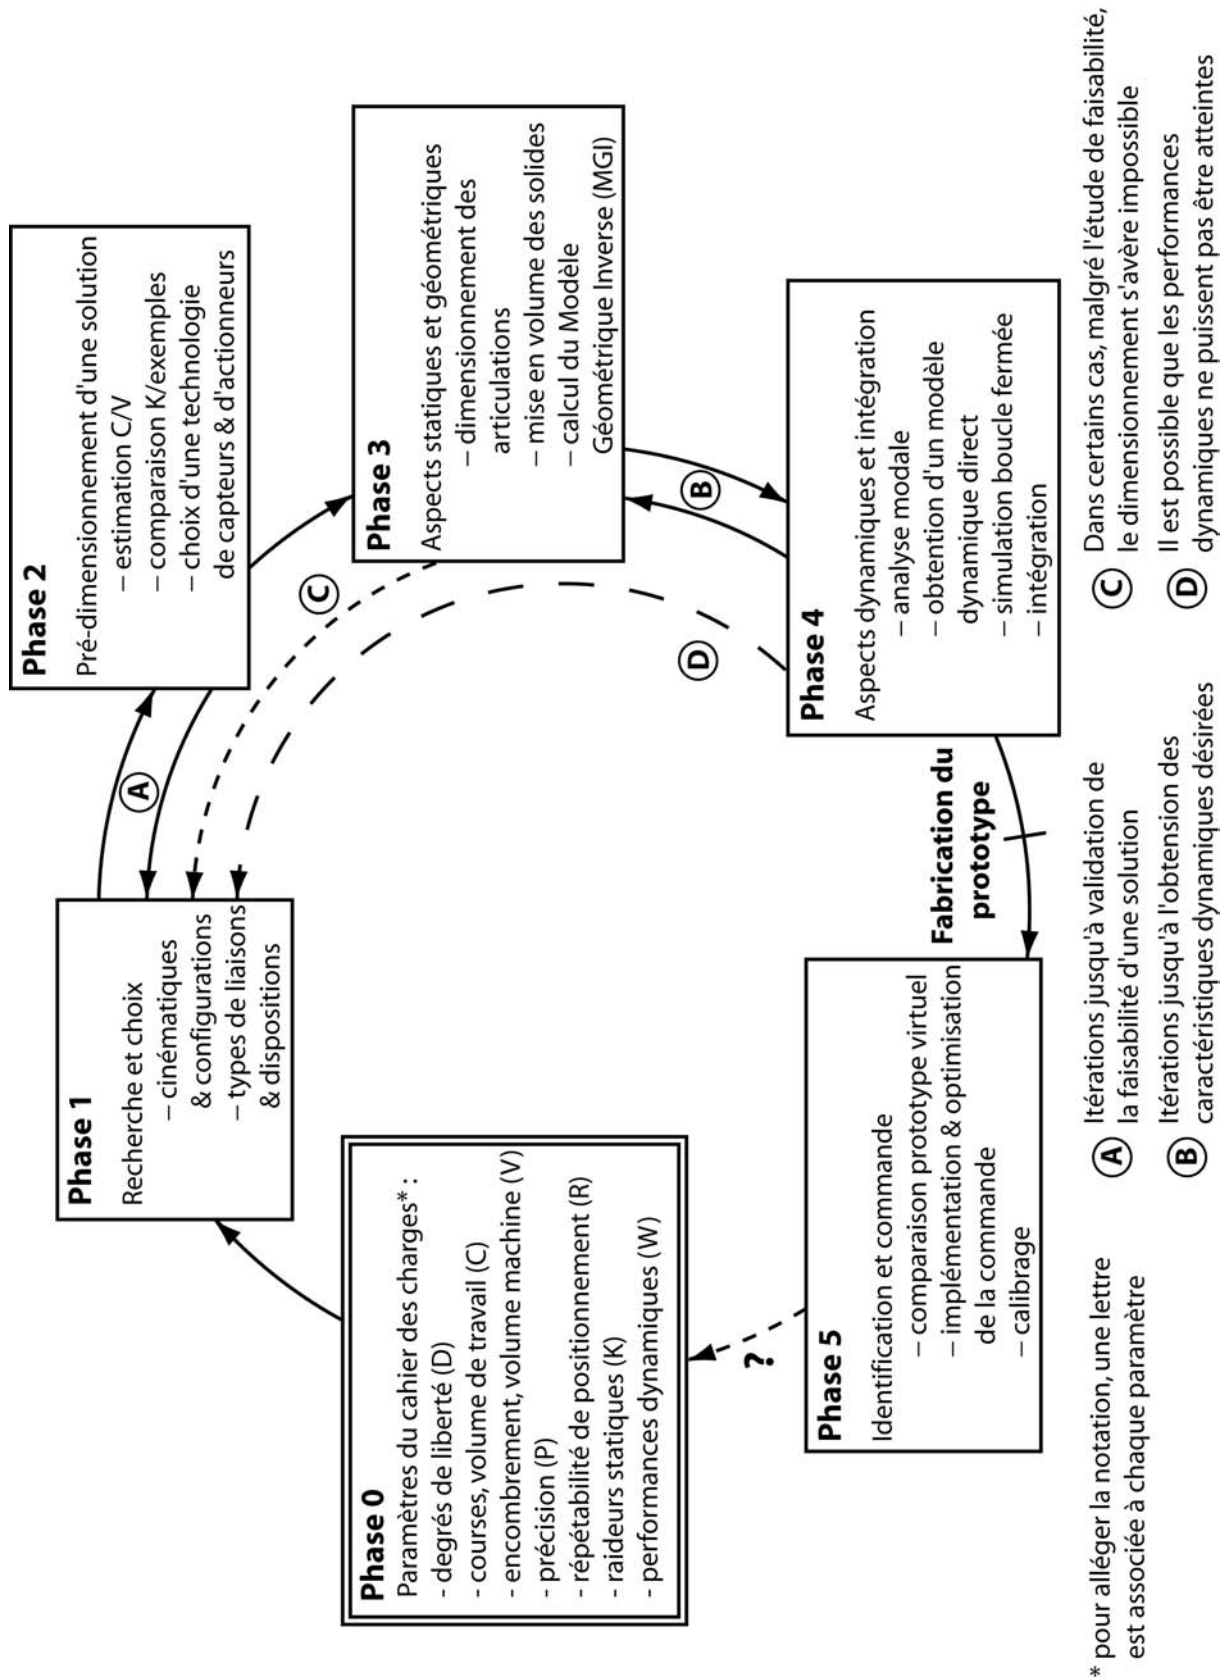 Phase 0
Paramètres du cahier des charges* :
- degrés de liberté (D)
- courses, volume de travail (C)
- encombrement, volume machine (V)
- précision (P)
- répétabilité de positionnement (R)
- raideurs statiques (K)
- performances dynamiques (W)
Phase 1
Recherche et choix
– cinématiques
& configurations
– types de liaisons
& dispositions
A
Phase 2
Pré-dimensionnement d'une solution
– estimation C/V
– comparaison K/exemples
– choix d'une technologie
de capteurs & d'actionneurs
C
Phase 3
Aspects statiques et géométriques
– dimensionnement des
articulations
– mise en volume des solides
– calcul du Modèle
Géométrique Inverse (MGI)
B
D
Phase 4
Aspects dynamiques et intégration
– analyse modale
– obtention d'un modèle
dynamique direct
– simulation boucle fermée
– intégration
Fabrication du
prototype
Phase 5
Identification et commande
– comparaison prototype virtuel
– implémentation & optimisation
de la commande
– calibrage
?
* pour alléger la notation, une lettre
est associée à chaque paramètre
A Itérations jusqu'à validation de
la faisabilité d'une solution
B Itérations jusqu'à l'obtension des
caractéristiques dynamiques désirées
C Dans certains cas, malgré l'étude de faisabilité,
le dimensionnement s'avère impossible
D Il est possible que les performances
dynamiques ne puissent pas être atteintes